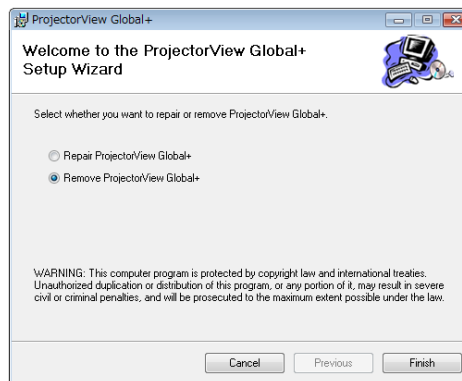 ProjectorView Global+
Welcome to the ProjectorView Global+
Setup Wizard
Select whether you want to repair or remove ProjectorView Global+.
Repair ProjectorView Global+
Remove ProjectorView Global+
WARNING: This computer program is protected by copyright law and international treaties.
Unauthorized duplication or distribution of this program, or any portion of it, may result in severe
civil or criminal penalties, and will be prosecuted to the maximum extent possible under the law.
Cancel
Previous
Finish